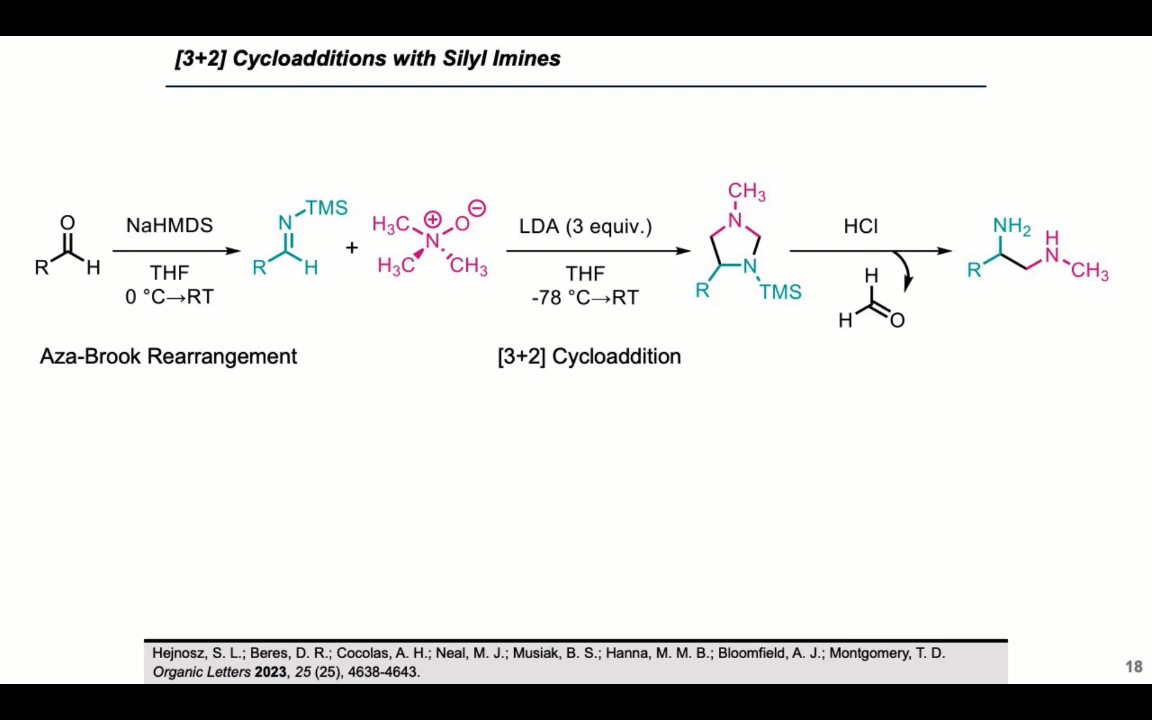 [3+2] Cycloadditions with Silyl Imines
O
R
H
NaHMDS
THF
0 °C→RT
N
TMS
R
H
+
H₃C
⊕
N
O
⊖
H₃C
CH₃
LDA (3 equiv.)
THF
-78 °C→RT
CH₃
N
N
R
TMS
HCl
H
H
O
NH₂
R
H
N
CH₃
Aza-Brook Rearrangement
[3+2] Cycloaddition
Hejnosz, S. L.; Beres, D. R.; Cocolas, A. H.; Neal, M. J.; Musiak, B. S.; Hanna, M. M. B.; Bloomfield, A. J.; Montgomery, T. D.
Organic Letters 2023, 25 (25), 4638-4643.
18